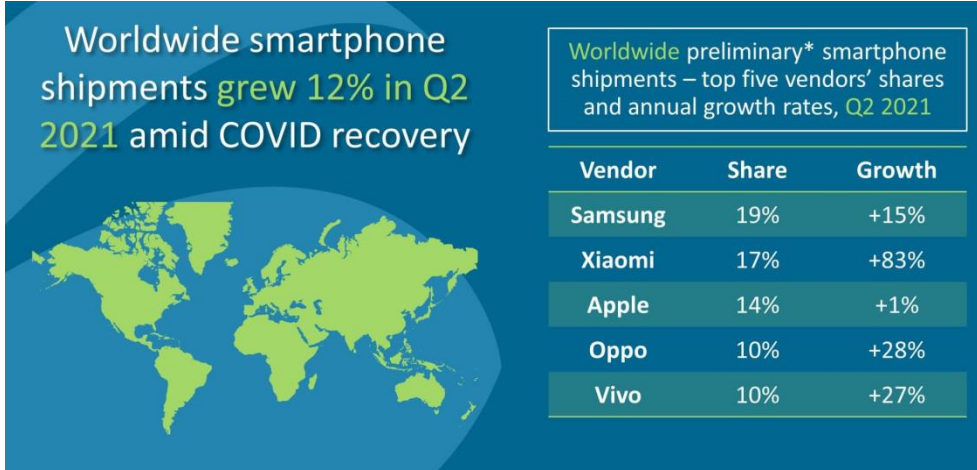 Worldwide smartphone
shipments grew 12% in Q2
2021 amid COVID recovery
Worldwide preliminary* smartphone
shipments – top five vendors’ shares
and annual growth rates, Q2 2021
Vendor Share Growth
Samsung 19% +15%
Xiaomi 17% +83%
Apple 14% +1%
Oppo 10% +28%
Vivo 10% +27%